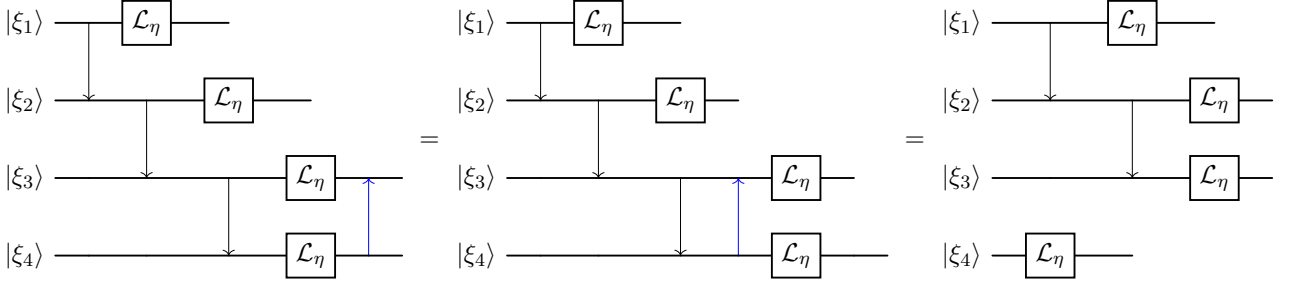 |ξ₁⟩ ℒ_η |ξ₁⟩ ℒ_η |ξ₁⟩ ℒ_η
|ξ₂⟩ ℒ_η |ξ₂⟩ ℒ_η |ξ₂⟩ ℒ_η
= =
|ξ₃⟩ ℒ_η |ξ₃⟩ ℒ_η |ξ₃⟩ ℒ_η
|ξ₄⟩ ℒ_η |ξ₄⟩ ℒ_η |ξ₄⟩ ℒ_η